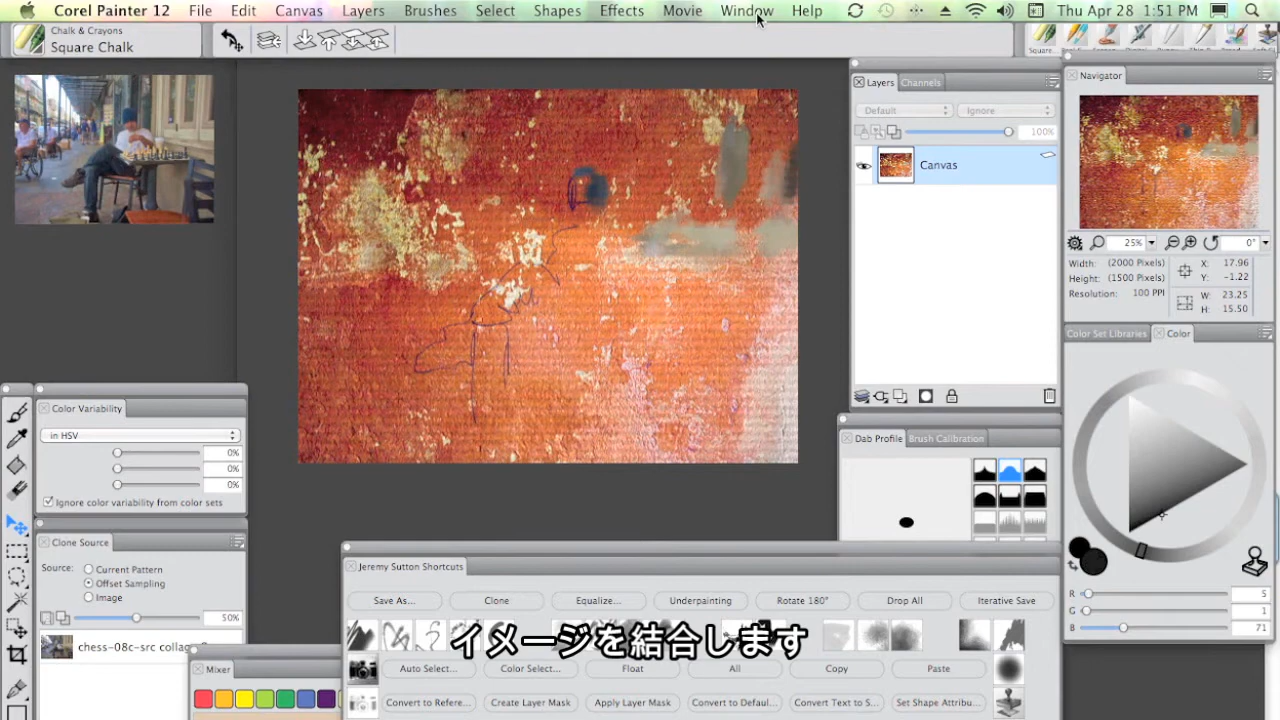 Corel Painter 12 File Edit Canvas Layers Brushes Select Shapes Effects Movie Window Help Thu Apr 28 1:51 PM
Chalk & Crayons
Square Chalk
Square...
Layers Channels
Default Ignore
100%
Canvas
Navigator
25% 0°
Width: (2000 Pixels) X: 17.96
Height: (1500 Pixels) Y: -1.22
Resolution: 100 PPI W: 23.25
H: 15.50
Color Set Libraries Color
R 5
G 1
B 71
Dab Profile Brush Calibration
Color Variability
in HSV
0%
0%
0%
Ignore color variability from color sets
Clone Source
Source: Current Pattern
Offset Sampling
Image
50%
chess-08c-src collag
Mixer
Jeremy Sutton Shortcuts
Save As... Clone Equalize... Underpainting Rotate 180° Drop All Iterative Save
イメージを結合します
Auto Select... Color Select... Float All Copy Paste
Convert to Refere... Create Layer Mask Apply Layer Mask Convert to Defaul... Convert Text to S... Set Shape Attribu...